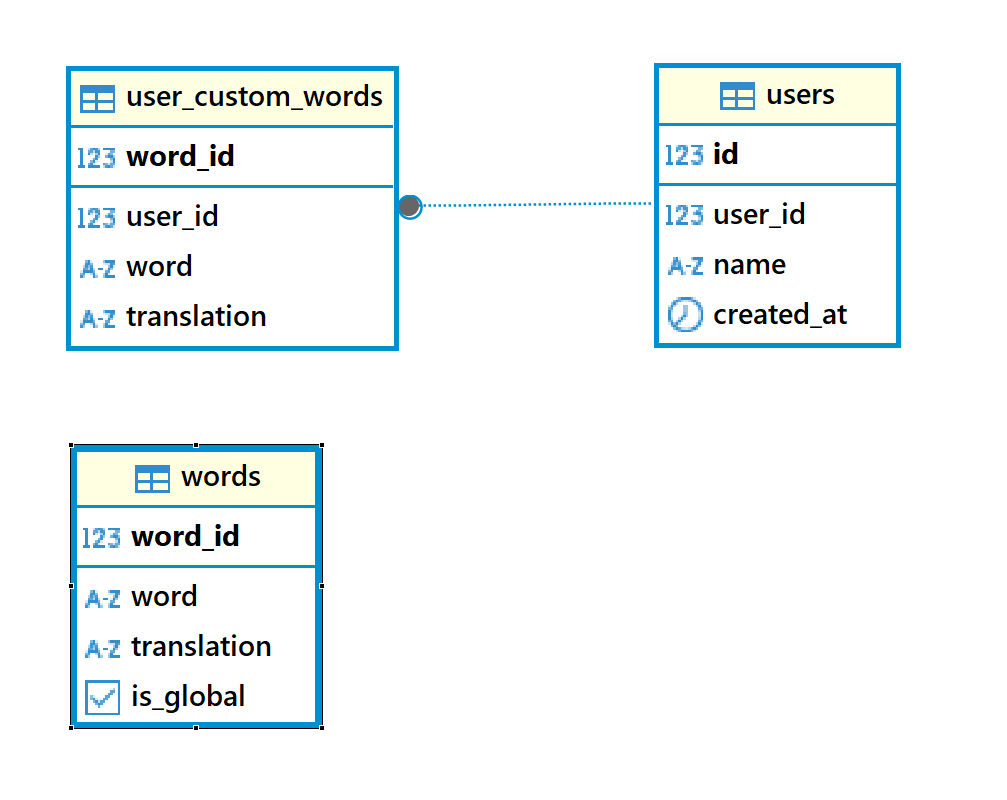 user_custom_words
123 word_id
123 user_id
A-Z word
A-Z translation
users
123 id
123 user_id
A-Z name
created_at
words
123 word_id
A-Z word
A-Z translation
is_global